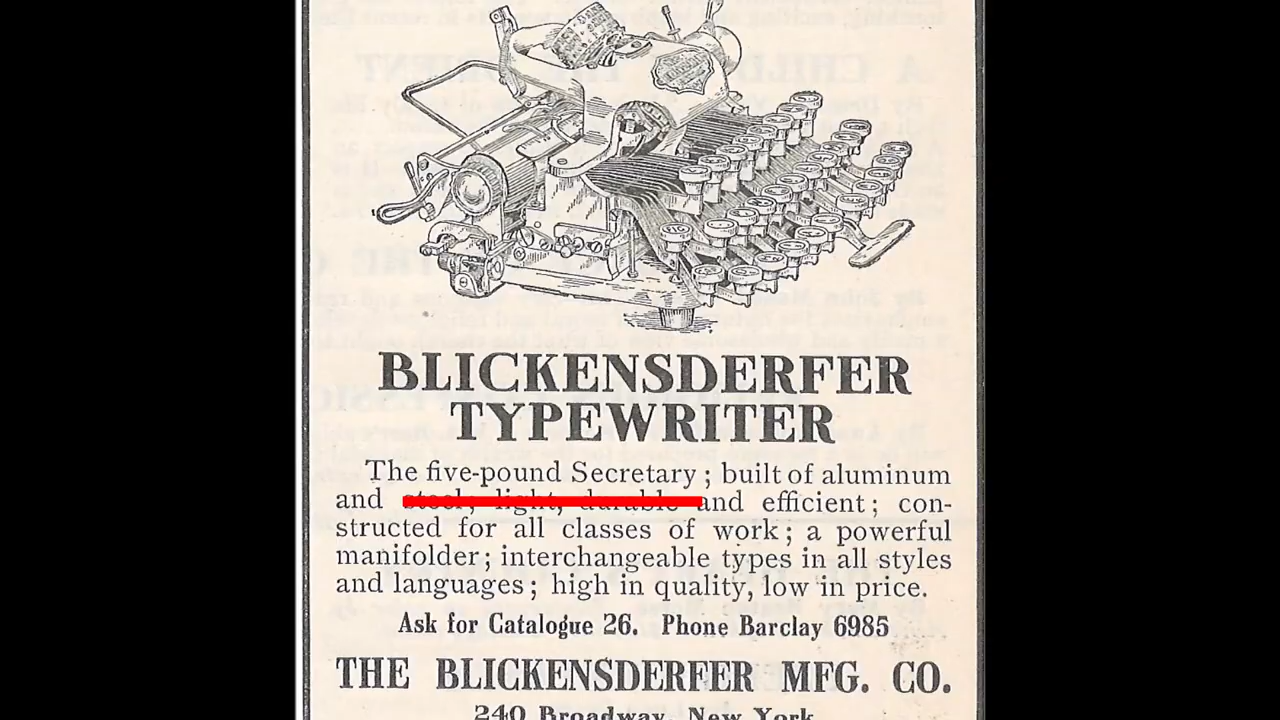 BLICKENSDERFER
TYPEWRITER
The five-pound Secretary; built of aluminum
and steel; light, durable and efficient; con-
structed for all classes of work; a powerful
manifolder; interchangeable types in all styles
and languages; high in quality, low in price.
Ask for Catalogue 26. Phone Barclay 6985
THE BLICKENSDERFER MFG. CO.
240 Broadway, New York